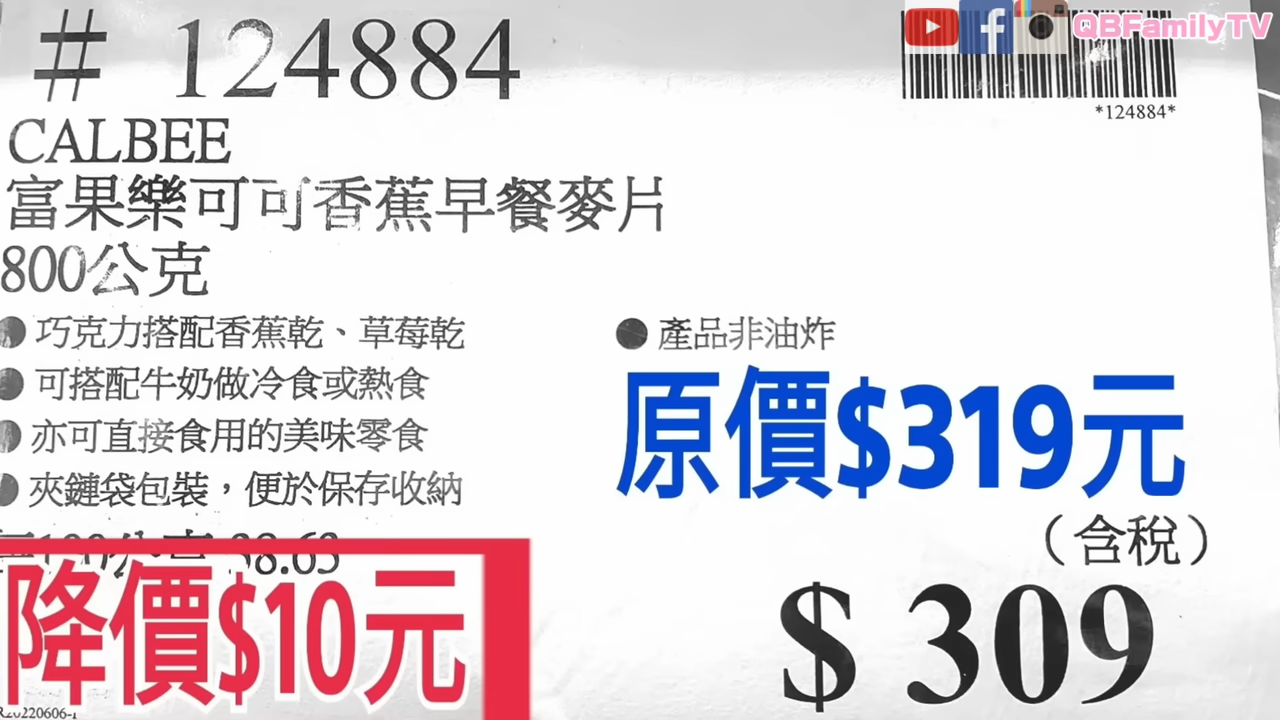 # 124884
QBFamilyTV
*124884*
CALBEE
富果樂可可香蕉早餐麥片
800公克
● 巧克力搭配香蕉乾、草莓乾
● 可搭配牛奶做冷食或熱食
● 亦可直接食用的美味零食
● 夾鏈袋包裝，便於保存收納
● 產品非油炸
原價$319元
(含稅)
$ 309
38.63
降價$10元